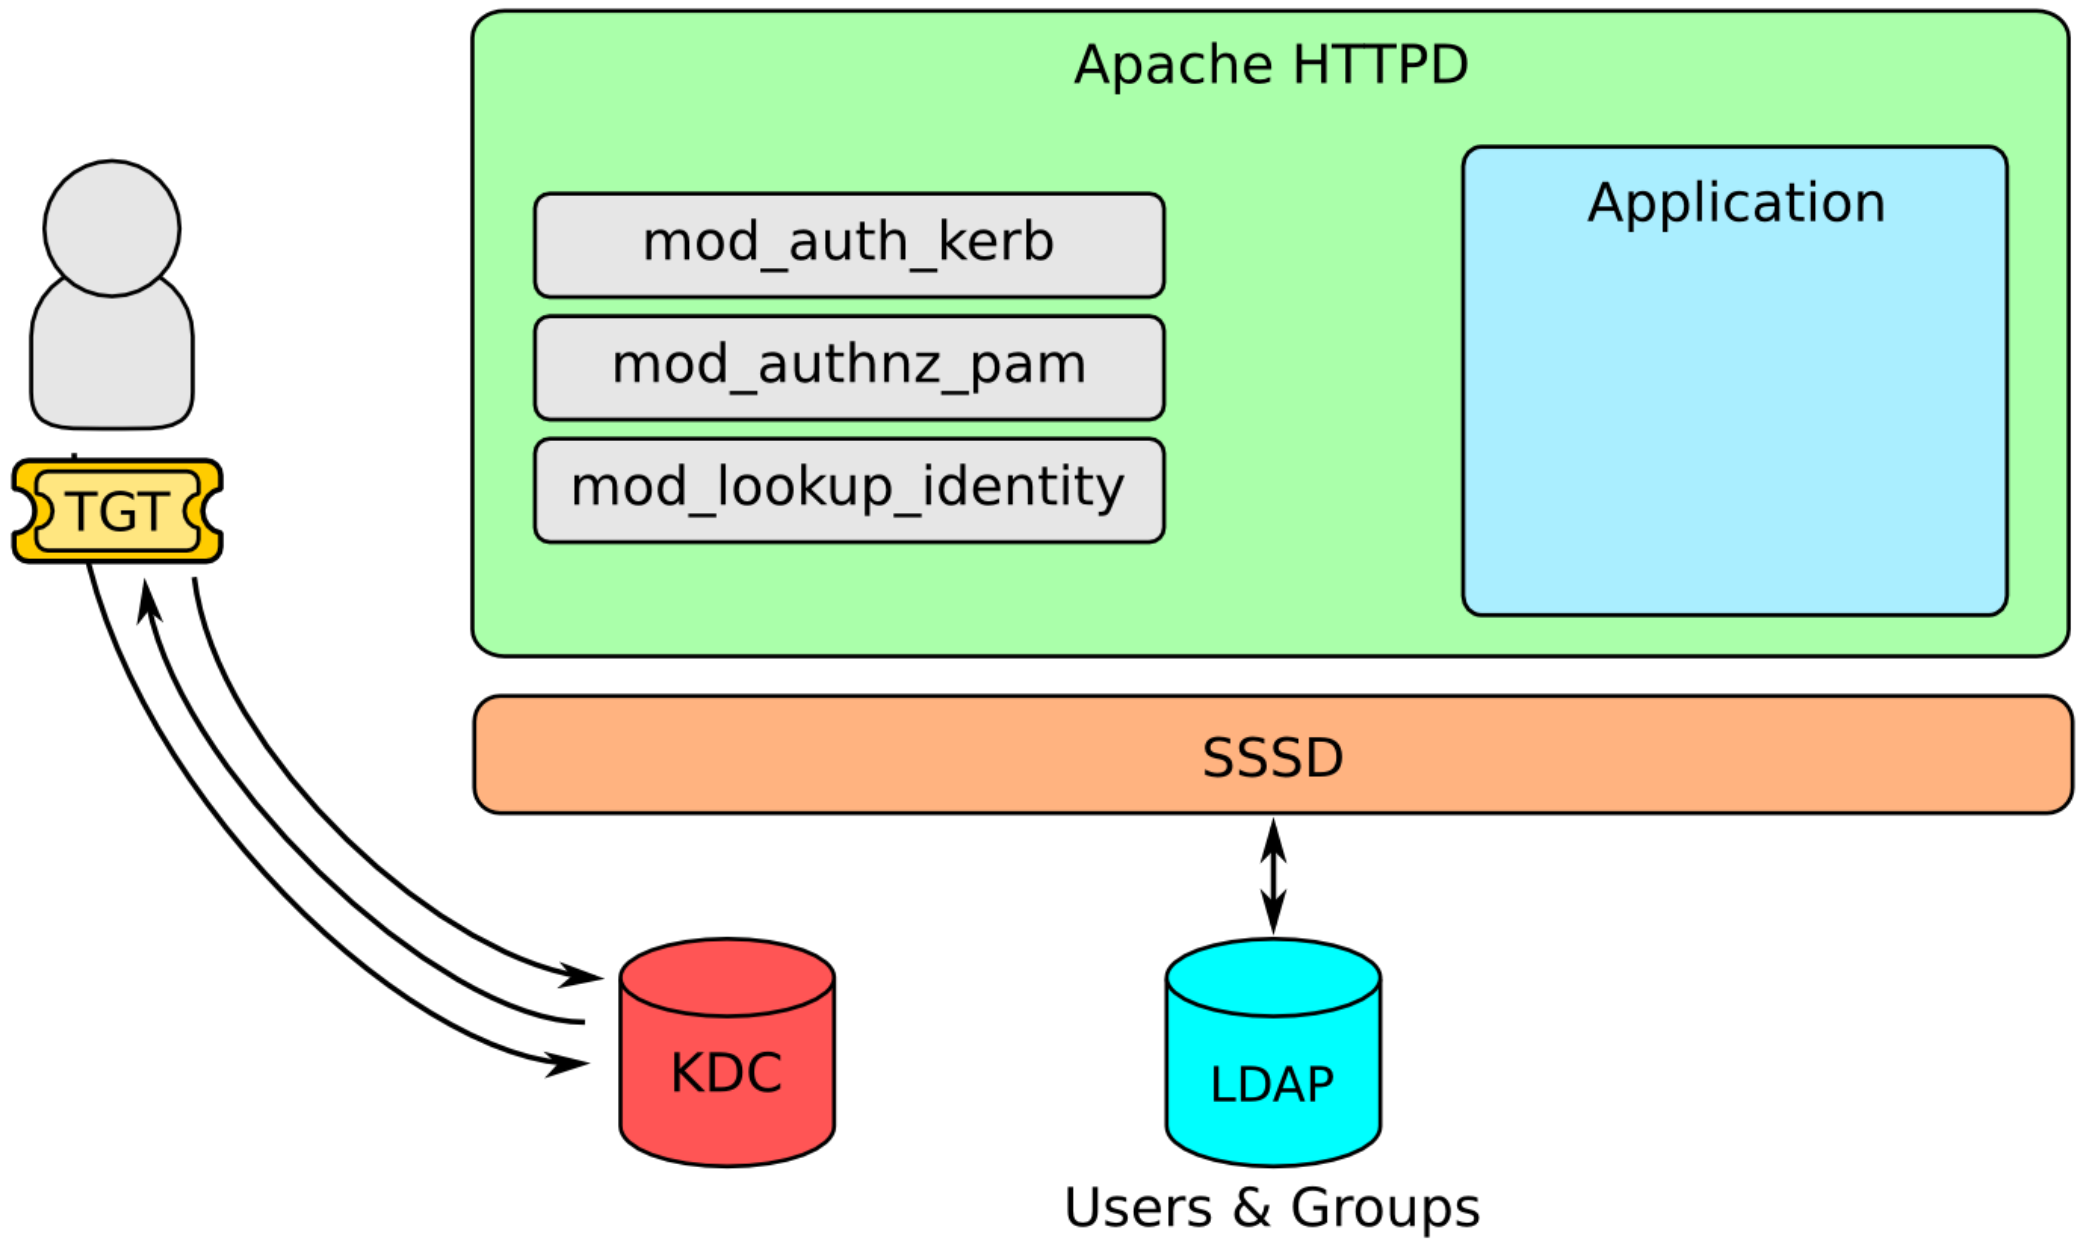 Apache HTTPD
Application
mod_auth_kerb
mod_authnz_pam
mod_lookup_identity
TGT
SSSD
KDC
LDAP
Users & Groups